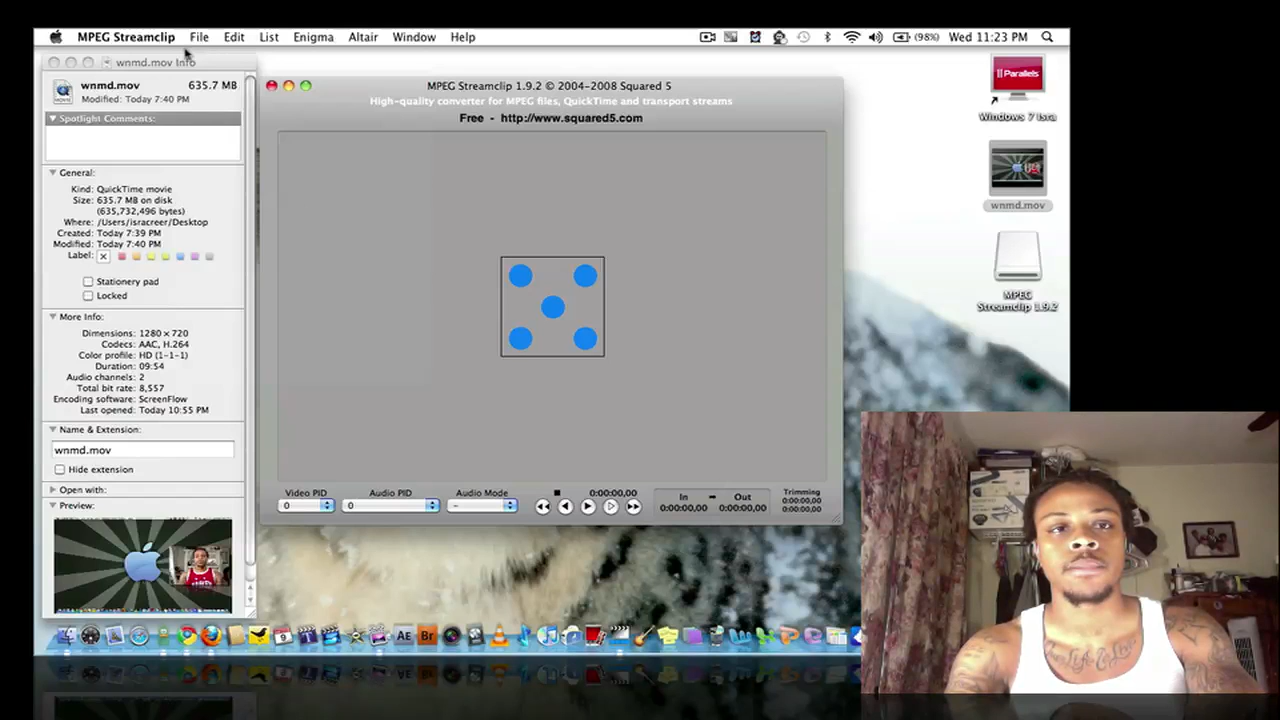 MPEG Streamclip File Edit List Enigma Altair Window Help (98%) Wed 11:23 PM
wnmd.mov Info
wnmd.mov 635.7 MB
Modified: Today 7:40 PM
Spotlight Comments:
General:
Kind: QuickTime movie
Size: 635.7 MB on disk
(635,732,496 bytes)
Where: /Users/isracreer/Desktop
Created: Today 7:39 PM
Modified: Today 7:40 PM
Label:
Stationery pad
Locked
More Info:
Dimensions: 1280 × 720
Codecs: AAC, H.264
Color profile: HD (1-1-1)
Duration: 09:54
Audio channels: 2
Total bit rate: 8,557
Encoding software: ScreenFlow
Last opened: Today 10:55 PM
Name & Extension:
wnmd.mov
Hide extension
Open with:
Preview:
MPEG Streamclip 1.9.2 © 2004-2008 Squared 5
High-quality converter for MPEG files, QuickTime and transport streams
Free - http://www.squared5.com
Video PID Audio PID Audio Mode 0:00:00,00
0 0 –
In Out
0:00:00,00 0:00:00,00
Trimming
0:00:00,00
0:00:00,00
Parallels
Windows 7 Isra
wnmd.mov
MPEG
Streamclip 1.9.2
9
AE Br